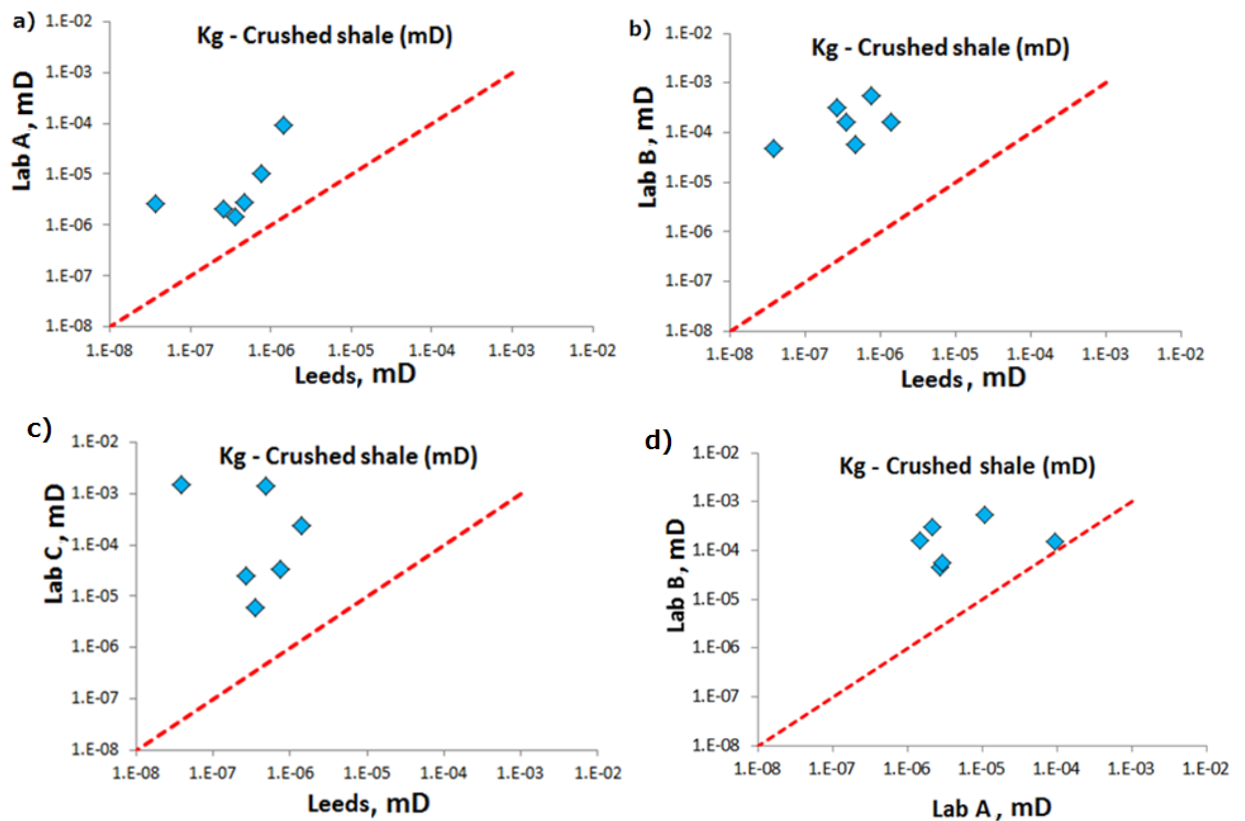 a)
Kg - Crushed shale (mD)
Lab A, mD
1.E-02
1.E-03
1.E-04
1.E-05
1.E-06
1.E-07
1.E-08
1.E-08 1.E-07 1.E-06 1.E-05 1.E-04 1.E-03 1.E-02
Leeds, mD
b)
Kg - Crushed shale (mD)
Lab B, mD
1.E-02
1.E-03
1.E-04
1.E-05
1.E-06
1.E-07
1.E-08
1.E-08 1.E-07 1.E-06 1.E-05 1.E-04 1.E-03 1.E-02
Leeds, mD
c)
Kg - Crushed shale (mD)
Lab C, mD
1.E-02
1.E-03
1.E-04
1.E-05
1.E-06
1.E-07
1.E-08
1.E-08 1.E-07 1.E-06 1.E-05 1.E-04 1.E-03 1.E-02
Leeds, mD
d)
Kg - Crushed shale (mD)
Lab B, mD
1.E-02
1.E-03
1.E-04
1.E-05
1.E-06
1.E-07
1.E-08
1.E-08 1.E-07 1.E-06 1.E-05 1.E-04 1.E-03 1.E-02
Lab A , mD